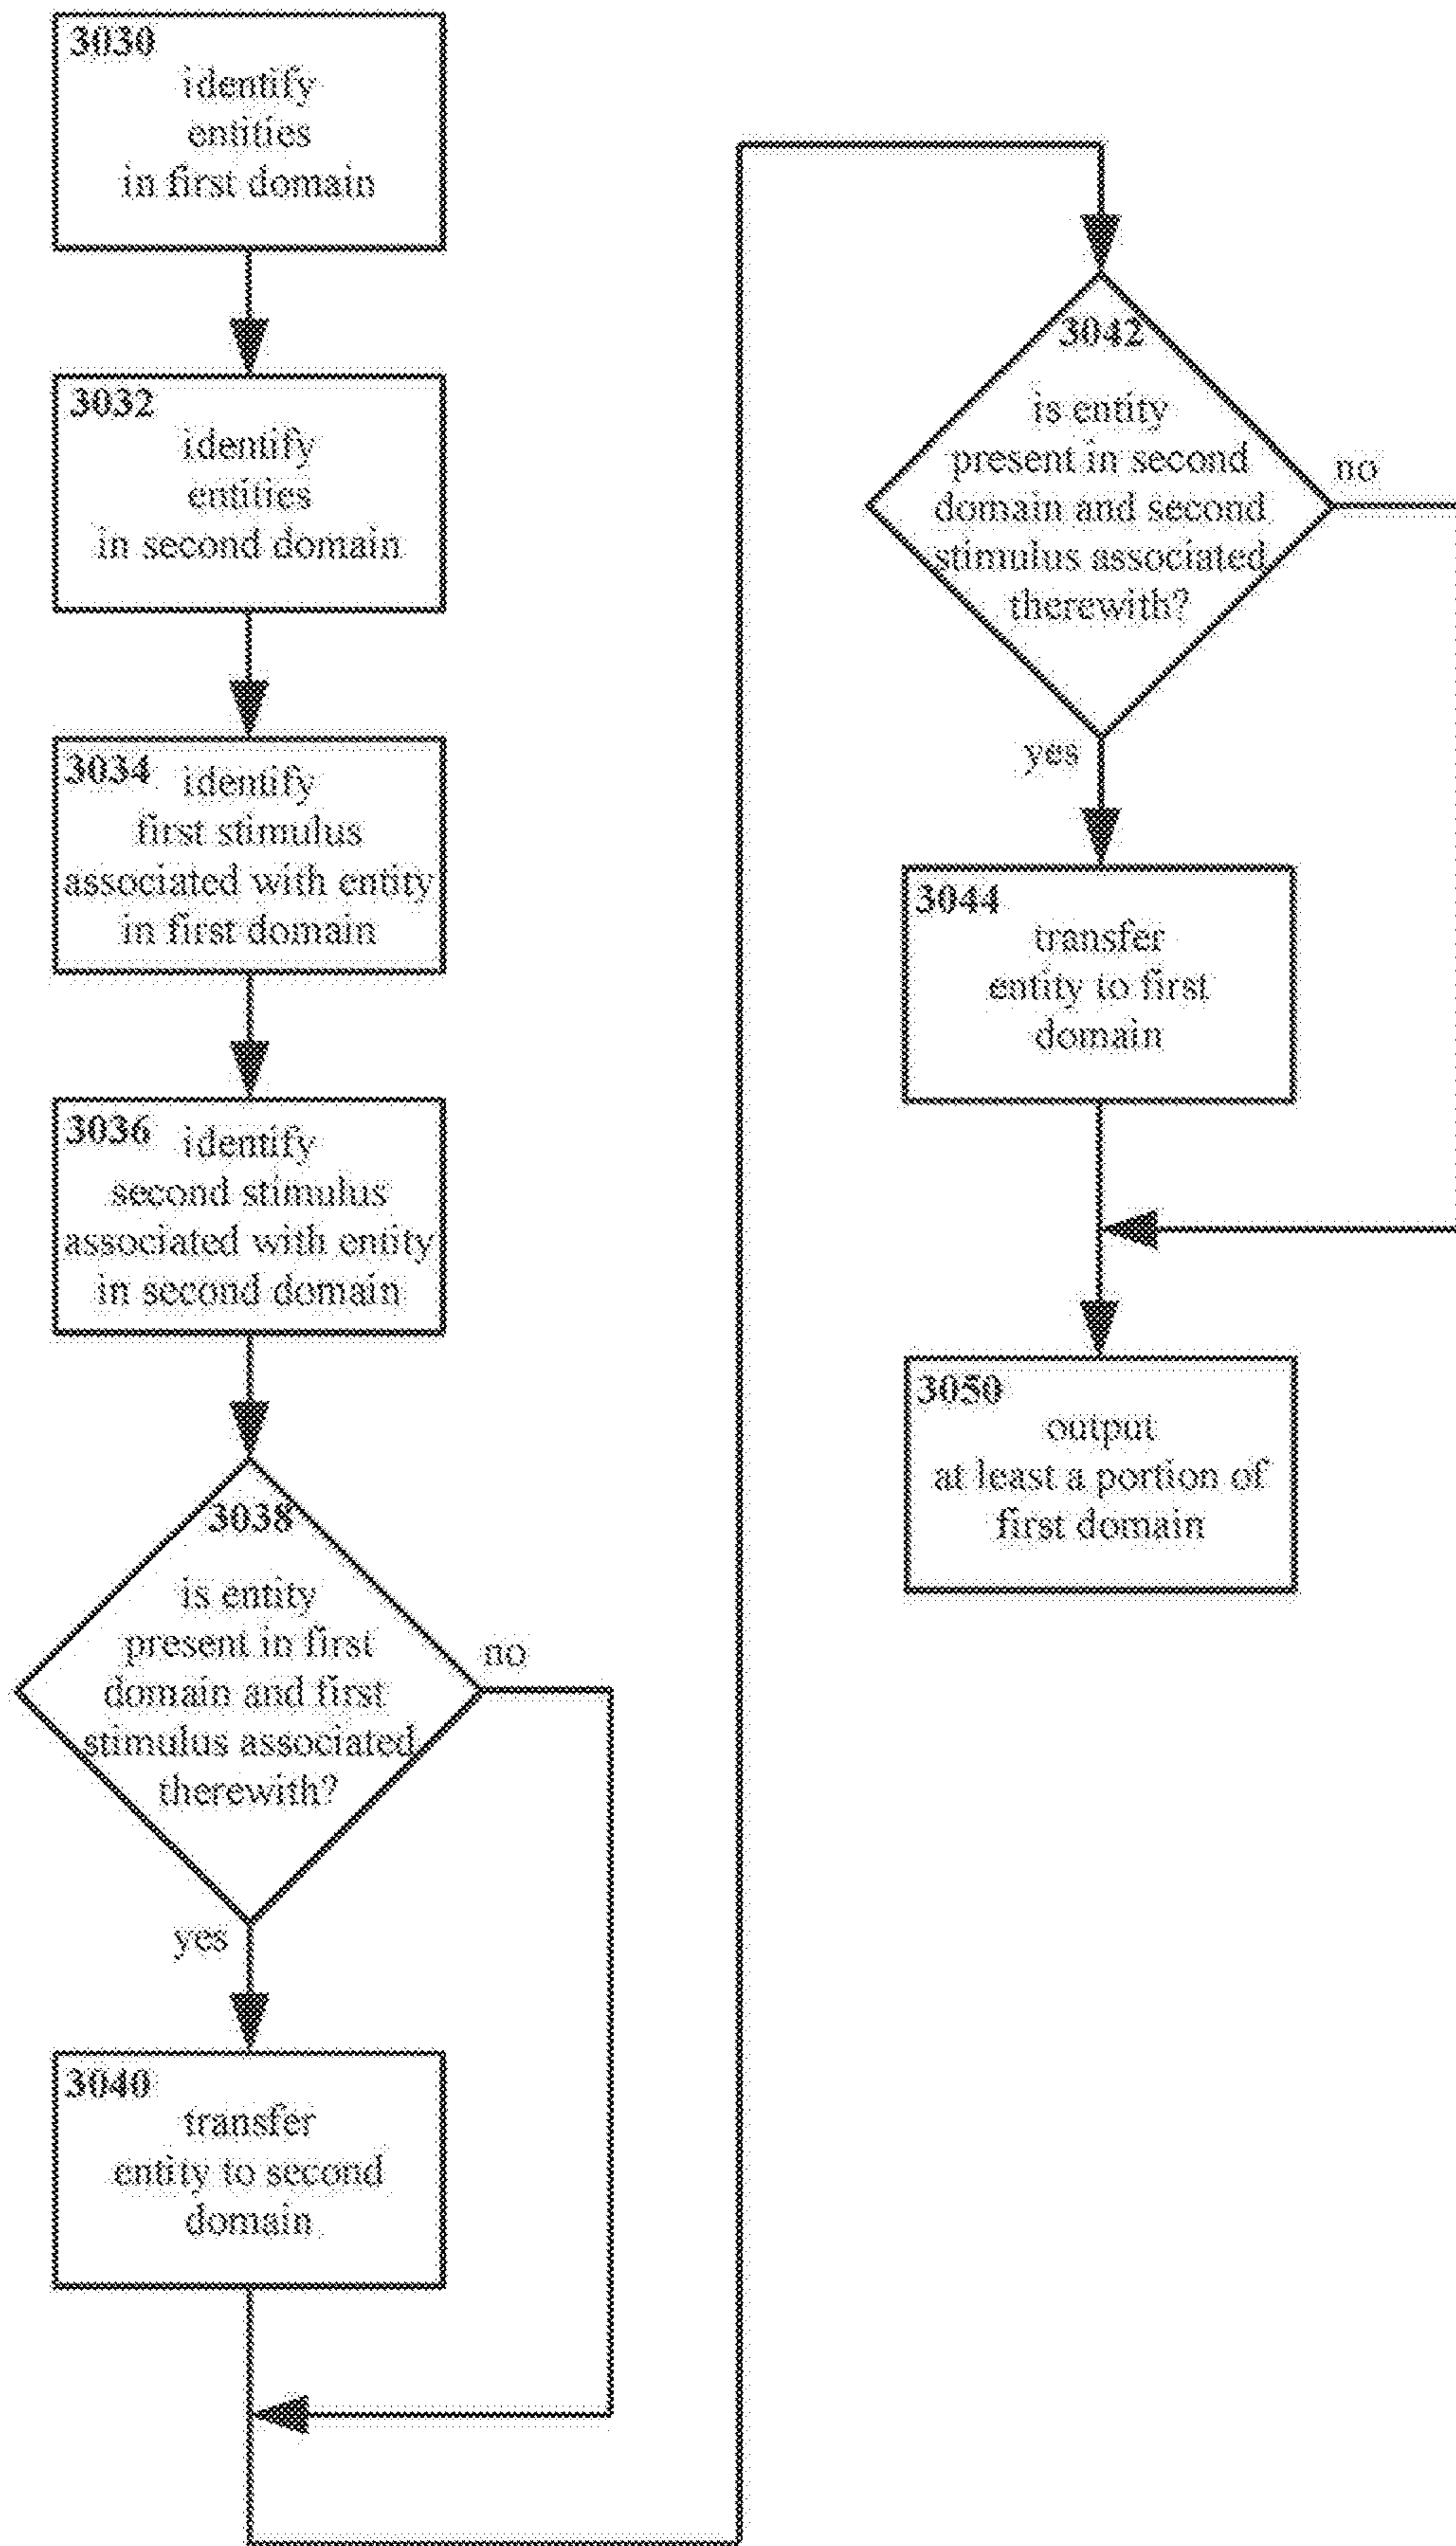 3030
identify
entities
in first domain
3032
identify
entities
in second domain
3034 identify
first stimulus
associated with entity
in first domain
3036 identify
second stimulus
associated with entity
in second domain
3038
is entity
present in first
domain and first
stimulus associated
therewith?
no
yes
3040
transfer
entity to second
domain
3042
is entity
present in second
domain and second
stimulus associated
therewith?
no
yes
3044
transfer
entity to first
domain
3050
output
at least a portion of
first domain